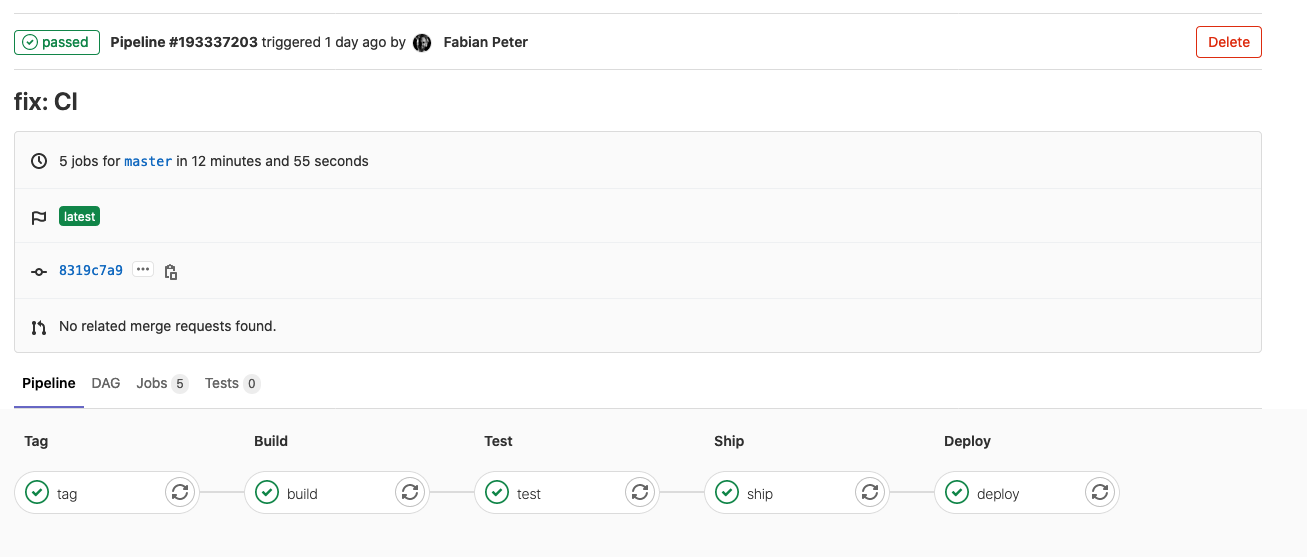 passed Pipeline #193337203 triggered 1 day ago by Fabian Peter Delete
fix: CI
5 jobs for master in 12 minutes and 55 seconds
latest
8319c7a9 ...
No related merge requests found.
Pipeline DAG Jobs 5 Tests 0
Tag Build Test Ship Deploy
tag build test ship deploy